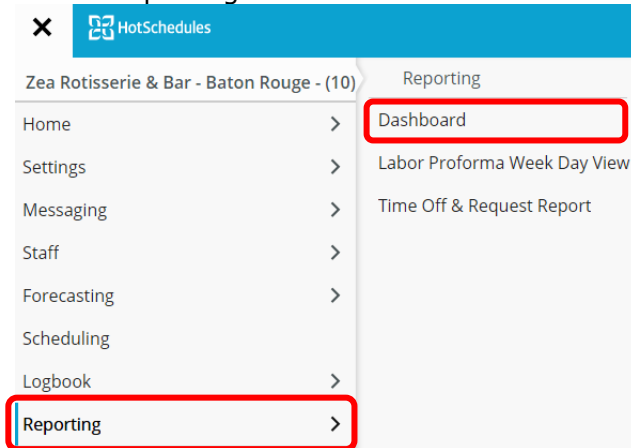 HotSchedules
Zea Rotisserie & Bar - Baton Rouge - (10)
Home
Settings
Messaging
Staff
Forecasting
Scheduling
Logbook
Reporting
Reporting
Dashboard
Labor Proforma Week Day View
Time Off & Request Report